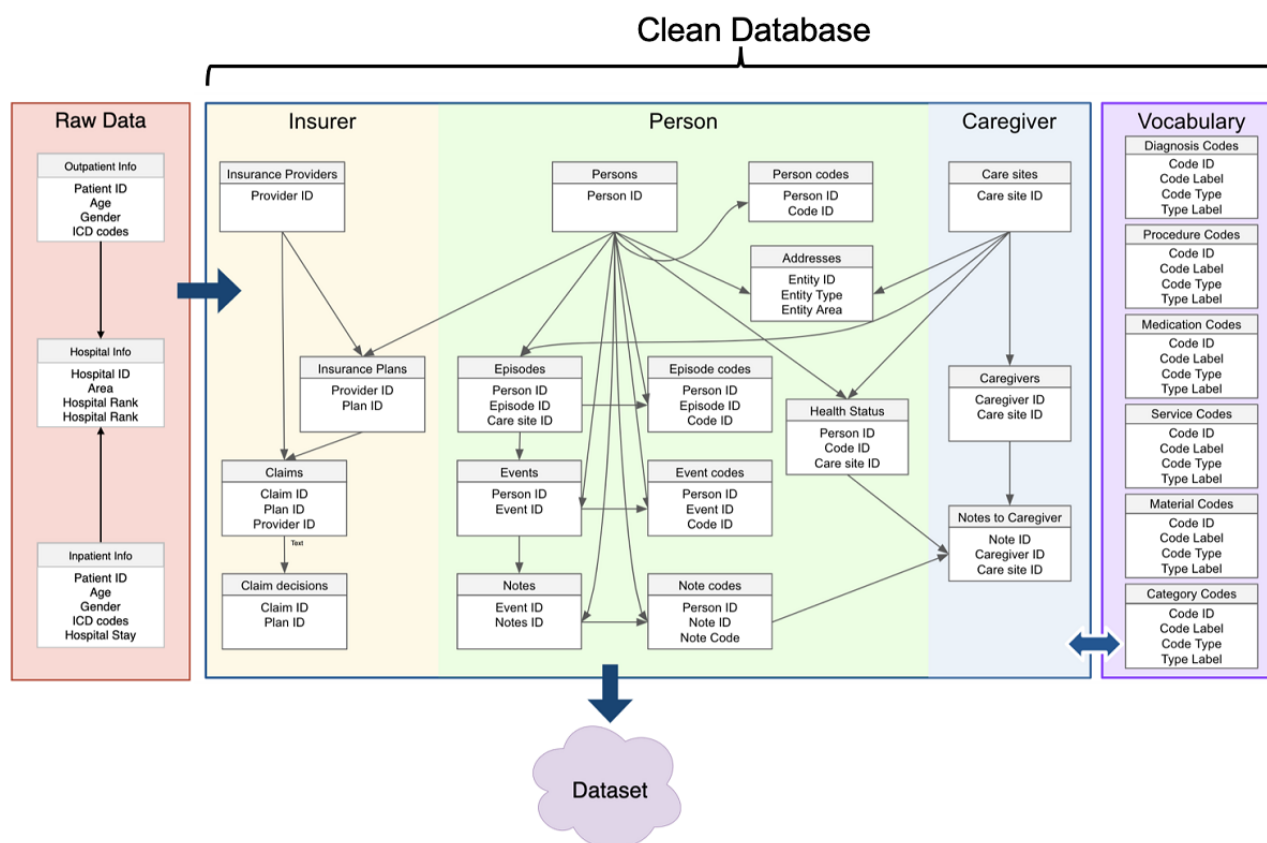 Clean Database
Raw Data
Outpatient Info
Patient ID
Age
Gender
ICD codes
Hospital Info
Hospital ID
Area
Hospital Rank
Hospital Rank
Inpatient Info
Patient ID
Age
Gender
ICD codes
Hospital Stay
Insurer
Insurance Providers
Provider ID
Insurance Plans
Provider ID
Plan ID
Claims
Claim ID
Plan ID
Provider ID
Text
Claim decisions
Claim ID
Plan ID
Person
Persons
Person ID
Person codes
Person ID
Code ID
Addresses
Entity ID
Entity Type
Entity Area
Episodes
Person ID
Episode ID
Care site ID
Episode codes
Person ID
Episode ID
Code ID
Health Status
Person ID
Code ID
Care site ID
Events
Person ID
Event ID
Event codes
Person ID
Event ID
Code ID
Notes
Event ID
Notes ID
Note codes
Person ID
Note ID
Note Code
Caregiver
Care sites
Care site ID
Caregivers
Caregiver ID
Care site ID
Notes to Caregiver
Note ID
Caregiver ID
Care site ID
Vocabulary
Diagnosis Codes
Code ID
Code Label
Code Type
Type Label
Procedure Codes
Code ID
Code Label
Code Type
Type Label
Medication Codes
Code ID
Code Label
Code Type
Type Label
Service Codes
Code ID
Code Label
Code Type
Type Label
Material Codes
Code ID
Code Label
Code Type
Type Label
Category Codes
Code ID
Code Label
Code Type
Type Label
Dataset